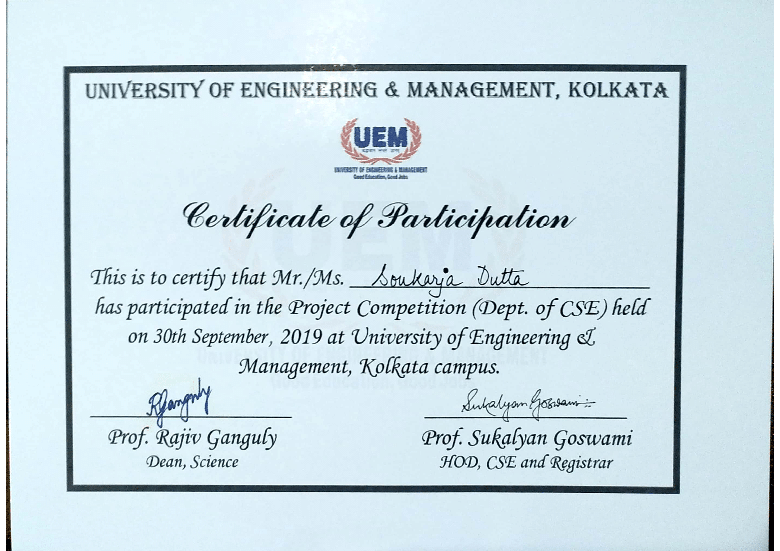 UNIVERSITY OF ENGINEERING & MANAGEMENT, KOLKATA
UEM
UNIVERSITY OF ENGINEERING & MANAGEMENT
Good Education, Good Jobs
Certificate of Participation
This is to certify that Mr./Ms. Soukarja Dutta
has participated in the Project Competition (Dept. of CSE) held
on 30th September, 2019 at University of Engineering &
Management, Kolkata campus.
RGanguly
Sukalyan Goswami
Prof. Rajiv Ganguly
Prof. Sukalyan Goswami
Dean, Science
HOD, CSE and Registrar